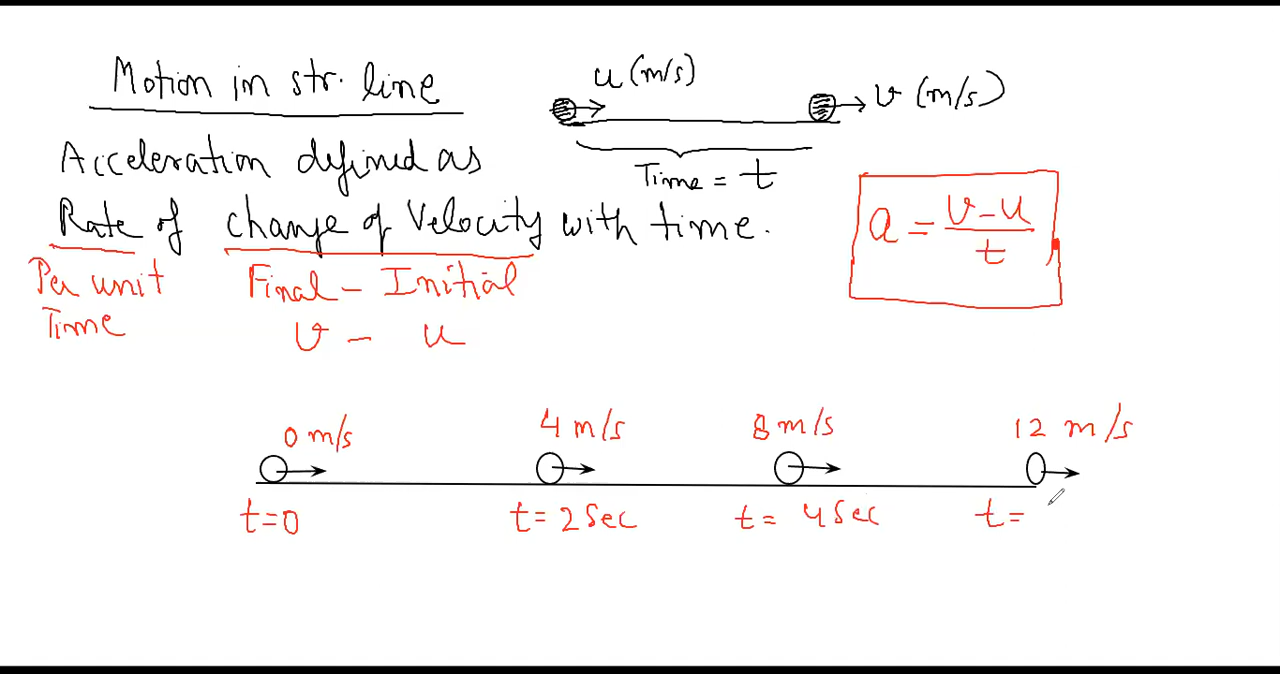 Motion in str. line
u (m/s)
v (m/s)
Time = t
Acceleration defined as
Rate of change of Velocity with time.
Per unit
Time
Final - Initial
v - u
a = v-u / t
0 m/s
4 m/s
8 m/s
12 m/s
t=0
t= 2 Sec
t= 4 Sec
t=